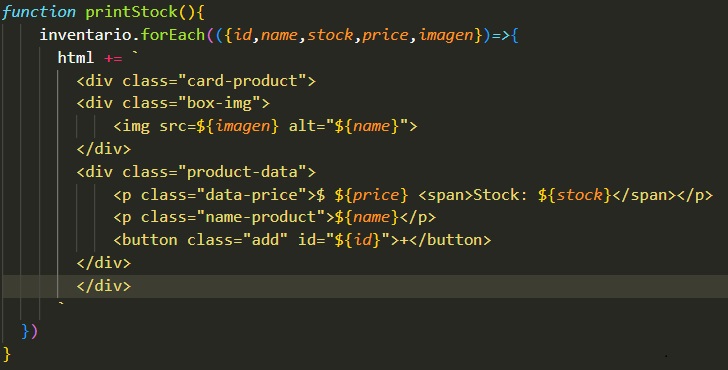 function printStock(){
inventario.forEach(({id,name,stock,price,imagen})=>{
html += `
<div class="card-product">
<div class="box-img">
<img src=${imagen} alt="${name}">
</div>
<div class="product-data">
<p class="data-price">$ ${price} <span>Stock: ${stock}</span></p>
<p class="name-product">${name}</p>
<button class="add" id="${id}">+</button>
</div>
</div>
`
})
}